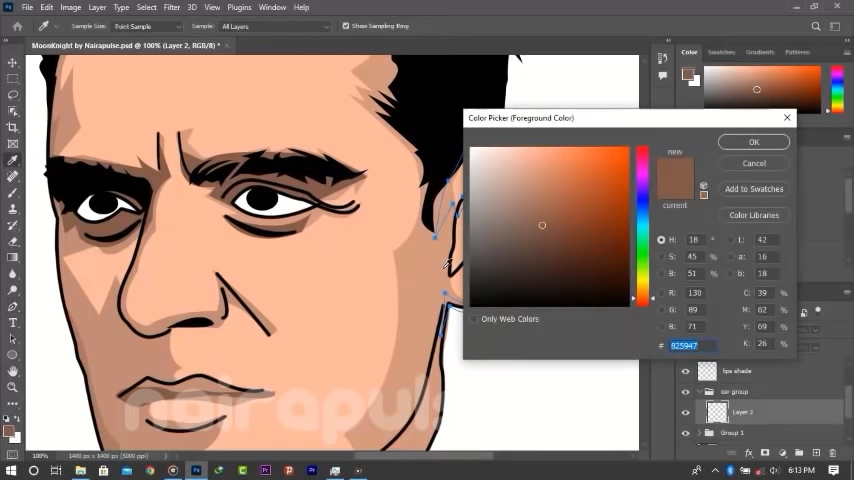 Ps File Edit Image Layer Type Select Filter 3D View Plugins Window Help
Sample Size: Point Sample Sample: All Layers Show Sampling Ring
MoonKnight by Nairapulse.psd @ 100% (Layer 2, RGB/8) *
Color Swatches Gradients Patterns
Color Picker (Foreground Color)
new
current
OK
Cancel
Add to Swatches
Color Libraries
H: 18 °
S: 45 %
B: 51 %
R: 130
G: 89
B: 71
L: 42
a: 16
b: 18
C: 39 %
M: 62 %
Y: 69 %
K: 26 %
# 825947
Only Web Colors
lips shade
ear group
Layer 2
Group 1
nairapuls
100% 1400 px x 1400 px (5000 ppi)
6:13 PM